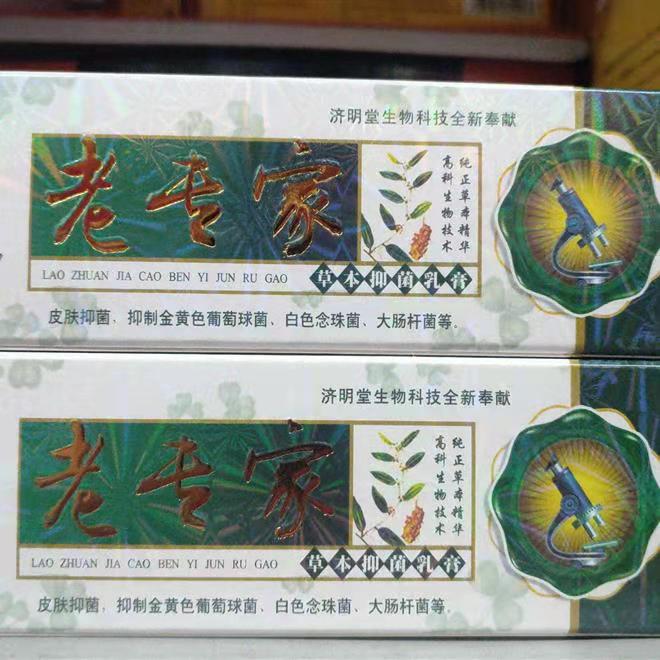 济明堂生物科技全新奉献
老专家
纯正草本精华
高科生物技术
LAO ZHUAN JIA CAO BEN YI JUN RU GAO
草本抑菌乳膏
皮肤抑菌、抑制金黄色葡萄球菌、白色念珠菌、大肠杆菌等。
济明堂生物科技全新奉献
老专家
纯正草本精华
高科生物技术
LAO ZHUAN JIA CAO BEN YI JUN RU GAO
草本抑菌乳膏
皮肤抑菌、抑制金黄色葡萄球菌、白色念珠菌、大肠杆菌等。